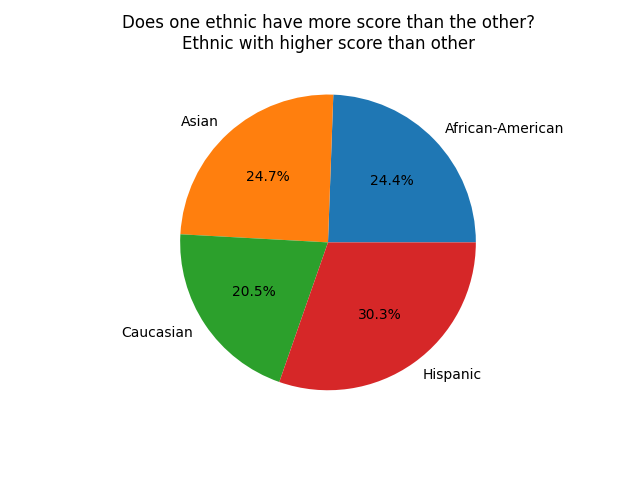 Does one ethnic have more score than the other?
Ethnic with higher score than other
Asian
African-American
24.7%
24.4%
20.5%
30.3%
Caucasian
Hispanic